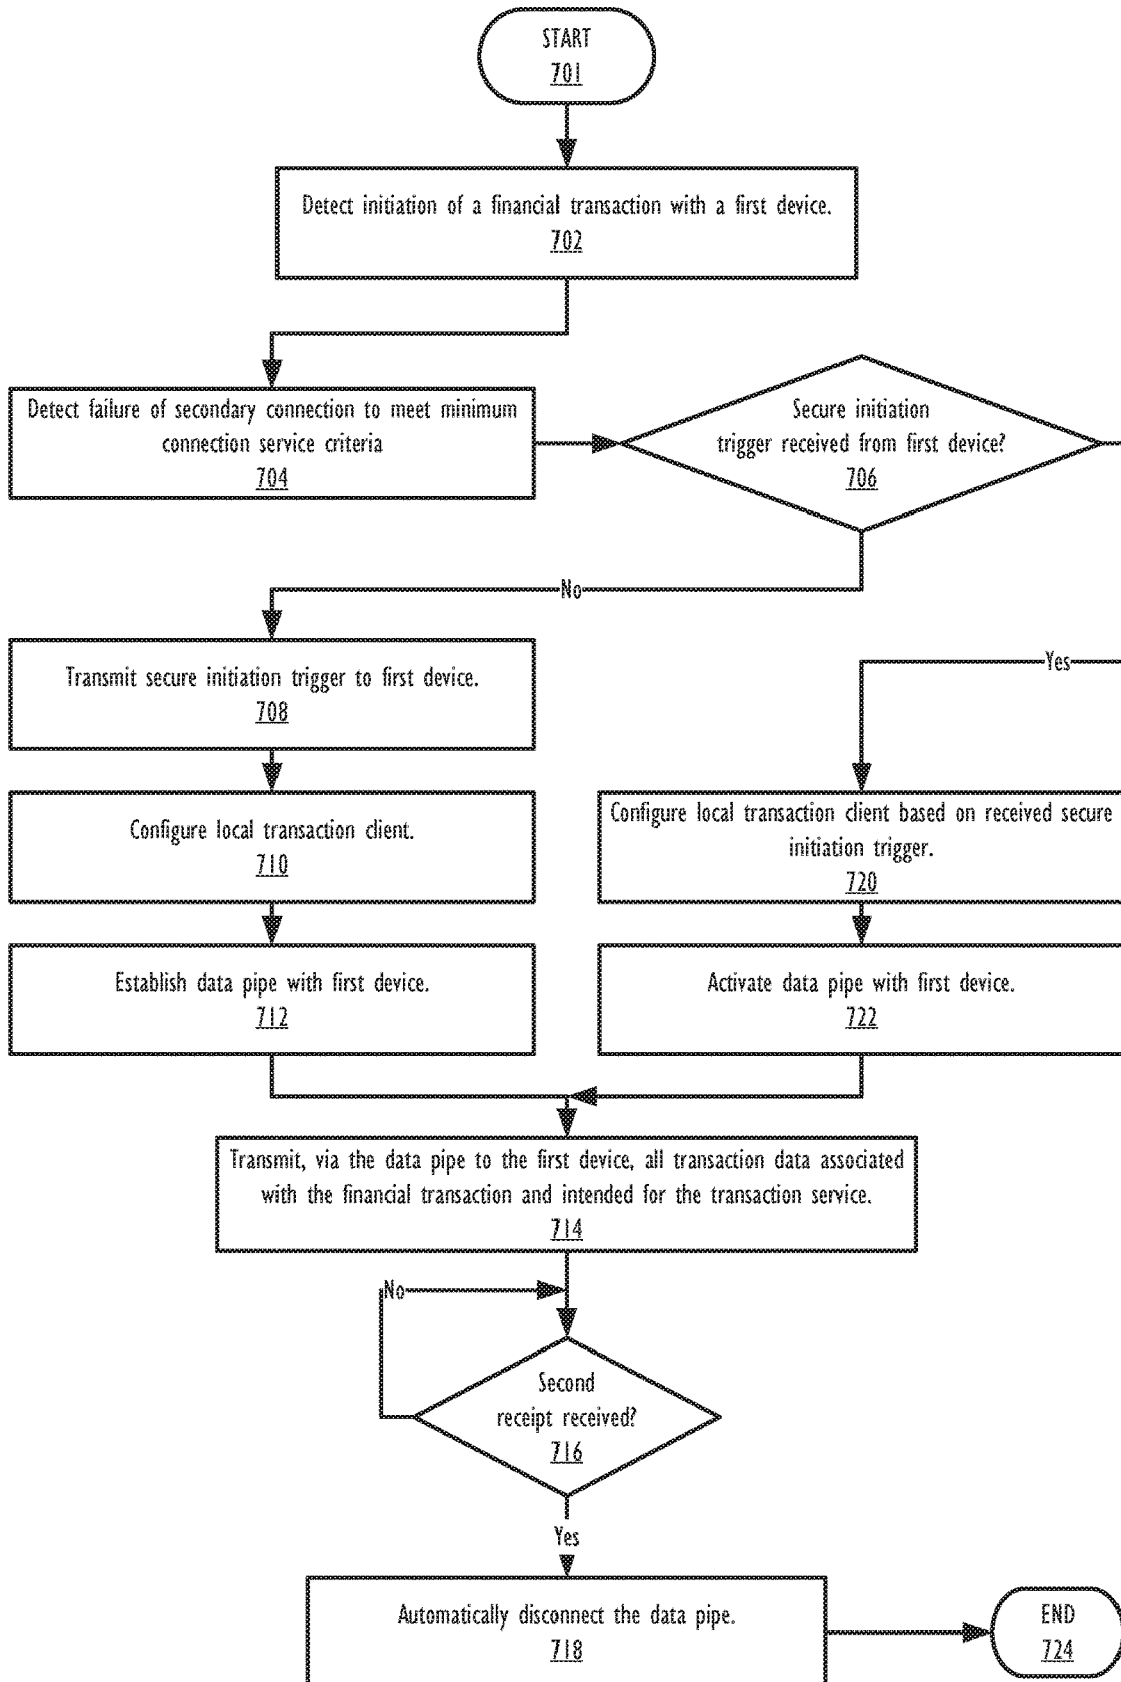 START
701
Detect initiation of a financial transaction with a first device.
702
Detect failure of secondary connection to meet minimum
connection service criteria
704
Secure initiation
trigger received from first device?
706
No
Transmit secure initiation trigger to first device.
708
Yes
Configure local transaction client.
710
Configure local transaction client based on received secure
initiation trigger.
720
Establish data pipe with first device.
712
Activate data pipe with first device.
722
Transmit, via the data pipe to the first device, all transaction data associated
with the financial transaction and intended for the transaction service.
714
No
Second
receipt received?
716
Yes
Automatically disconnect the data pipe.
718
END
724